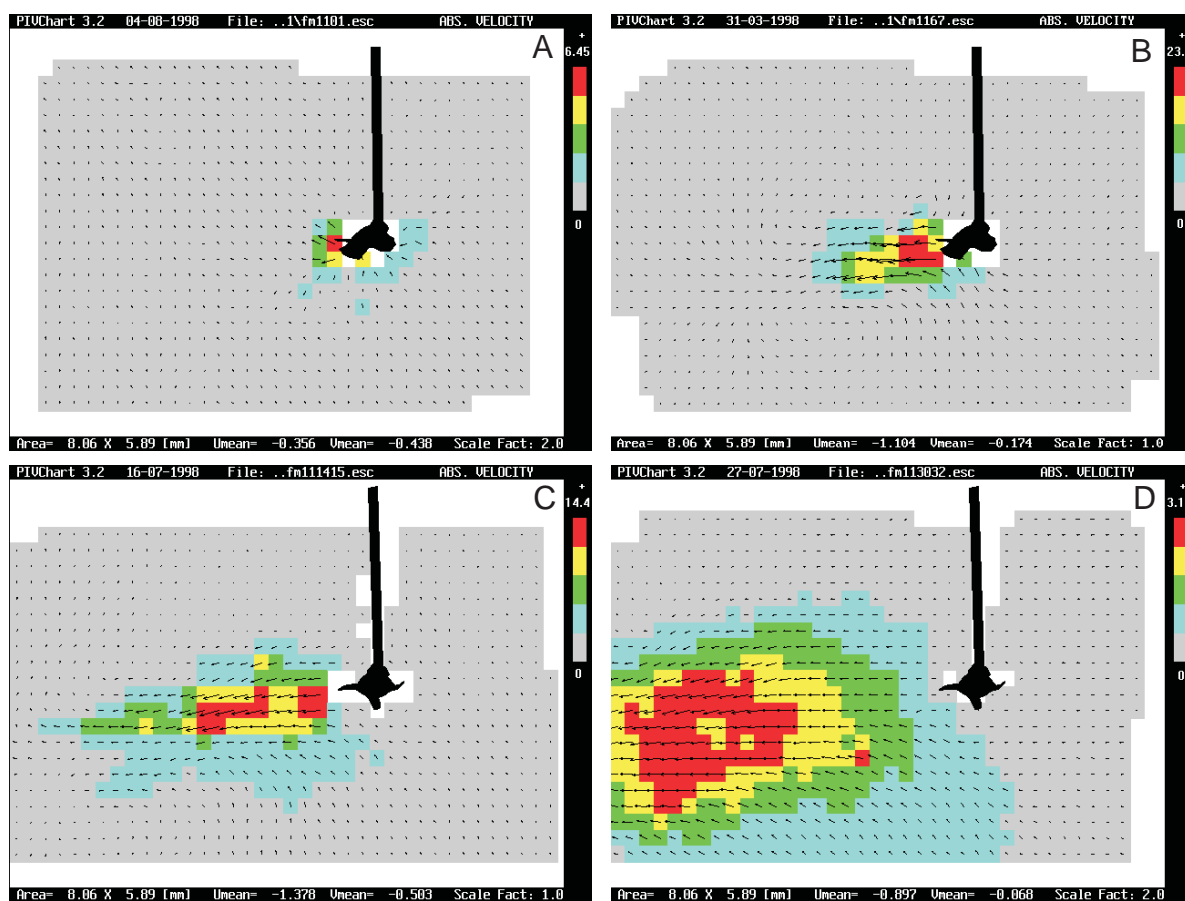 PIVChart 3.2 04-08-1998 File: ..1\fm1101.esc ABS. VELOCITY
A
+
6.45
0
Area= 8.06 X 5.89 [mm] Umean= -0.356 Vmean= -0.438 Scale Fact: 2.0
PIVChart 3.2 31-03-1998 File: ..1\fm1167.esc ABS. VELOCITY
B
+
23.
0
Area= 8.06 X 5.89 [mm] Umean= -1.104 Vmean= -0.174 Scale Fact: 1.0
PIVChart 3.2 16-07-1998 File: ..fm111415.esc ABS. VELOCITY
C
+
14.4
0
Area= 8.06 X 5.89 [mm] Umean= -1.378 Vmean= -0.503 Scale Fact: 1.0
PIVChart 3.2 27-07-1998 File: ..fm113032.esc ABS. VELOCITY
D
+
3.1
0
Area= 8.06 X 5.89 [mm] Umean= -0.897 Vmean= -0.068 Scale Fact: 2.0